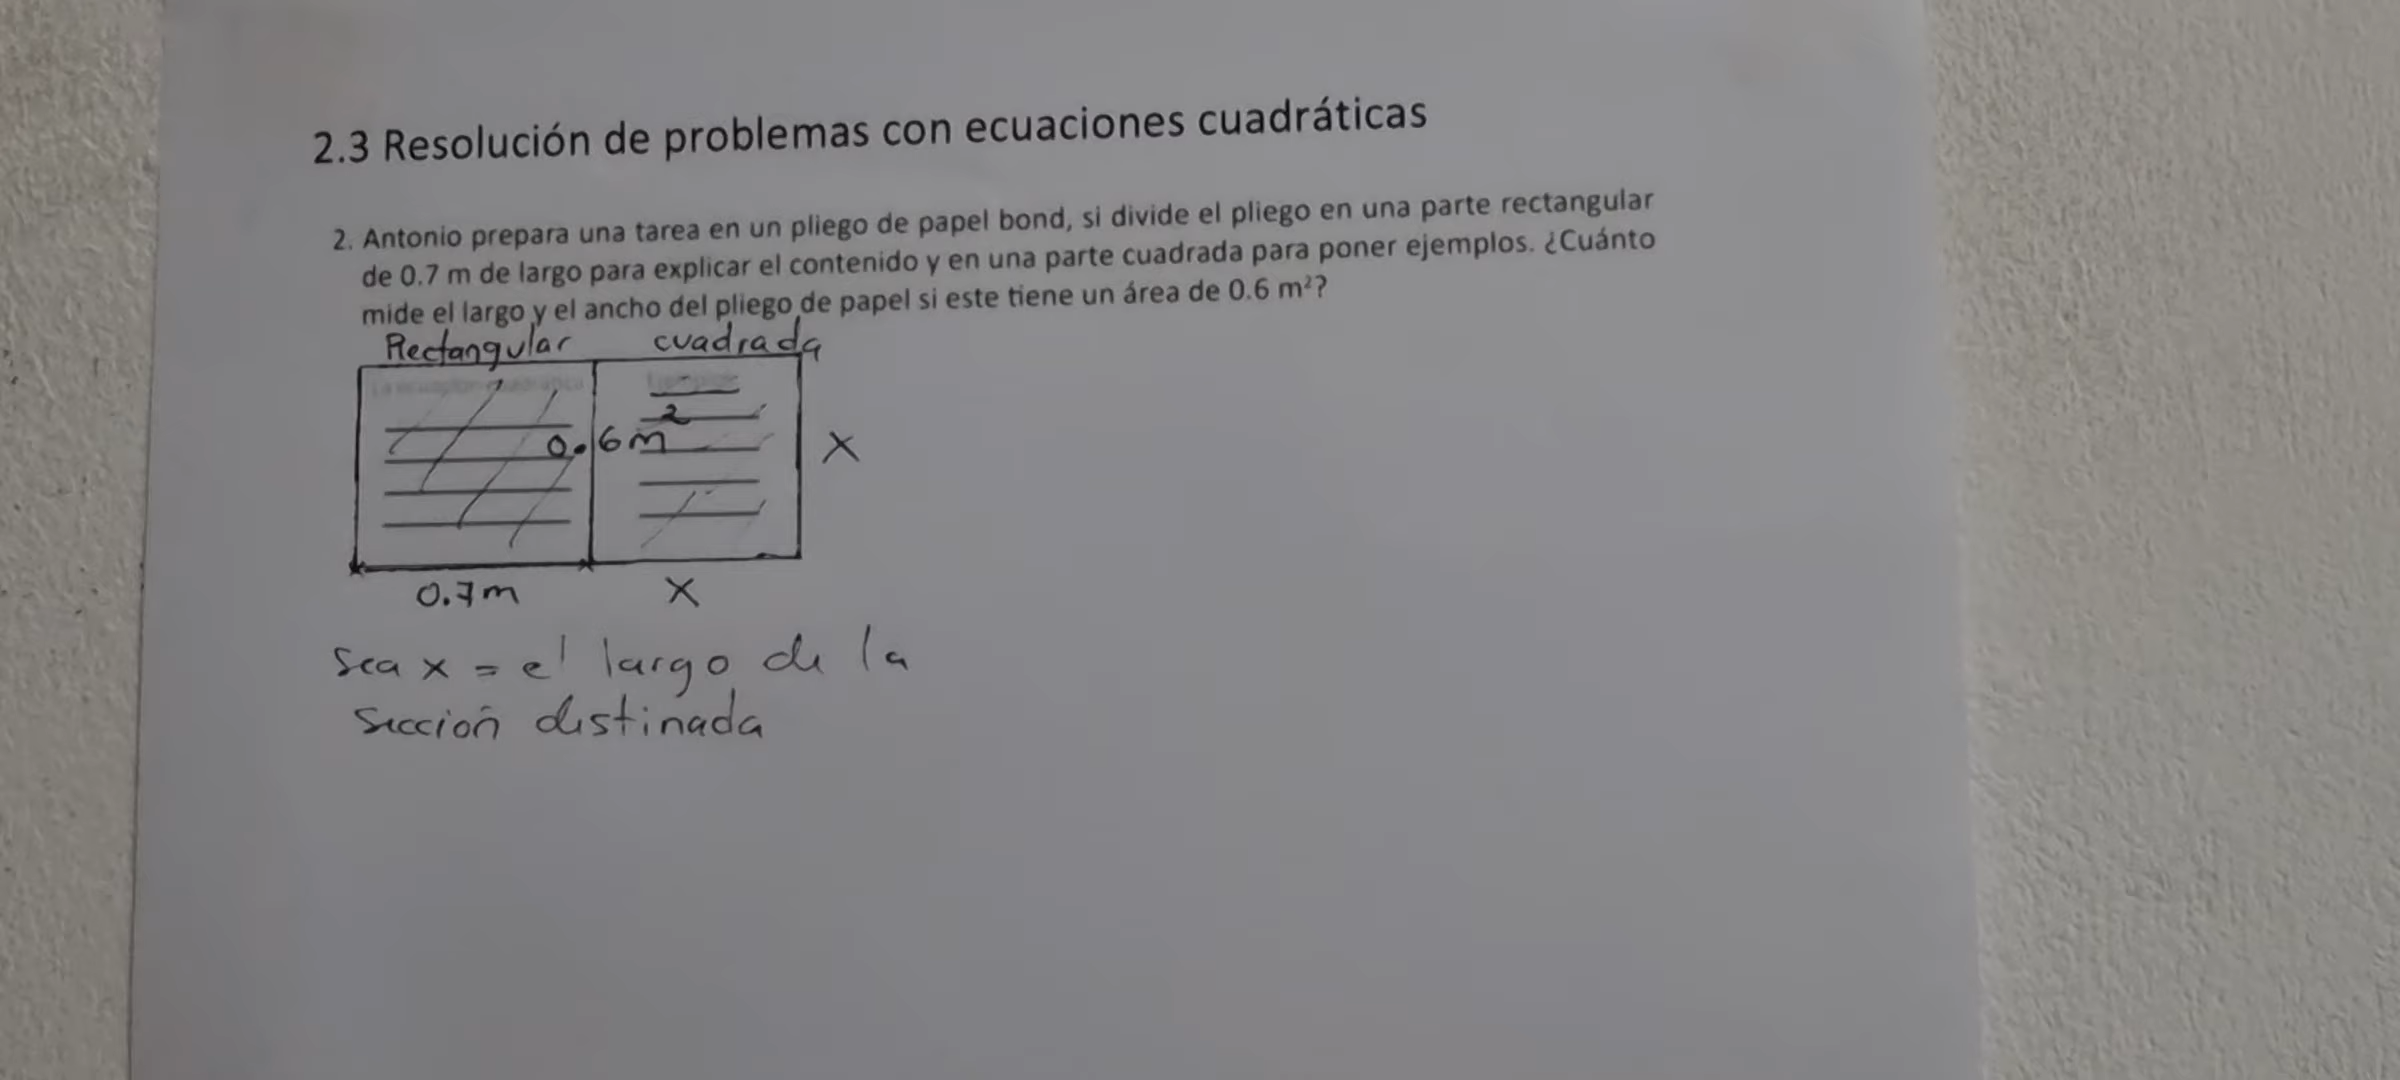 2.3 Resolución de problemas con ecuaciones cuadráticas
2. Antonio prepara una tarea en un pliego de papel bond, si divide el pliego en una parte rectangular
de 0.7 m de largo para explicar el contenido y en una parte cuadrada para poner ejemplos. ¿Cuánto
mide el largo y el ancho del pliego de papel si este tiene un área de 0.6 m²?
Rectangular cuadrada
0.6m²
X
0.7m X
Sea x = el largo de la
sección distinada